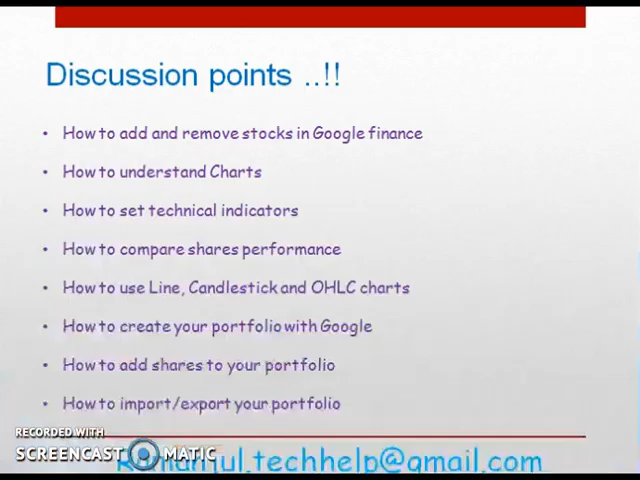 Discussion points ..!!
• How to add and remove stocks in Google finance
• How to understand Charts
• How to set technical indicators
• How to compare shares performance
• How to use Line, Candlestick and OHLC charts
• How to create your portfolio with Google
• How to add shares to your portfolio
• How to import/export your portfolio
RECORDED WITH
SCREENCAST MATIC
.techhelp@gmail.com